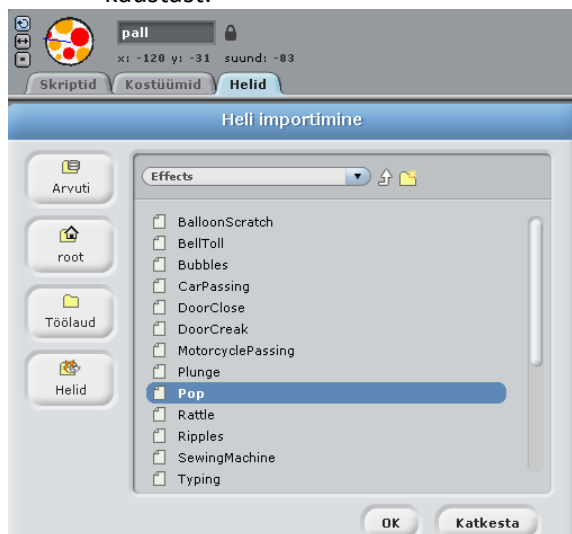 pall
x: -120 y: -31 suund: -83
Skriptid Kostüümid Helid
Heli importimine
Effects
Arvuti
root
Töölaud
Helid
BalloonScratch
BellToll
Bubbles
CarPassing
DoorClose
DoorCreak
MotorcyclePassing
Plunge
Pop
Rattle
Ripples
SewingMachine
Typing
OK Katkesta